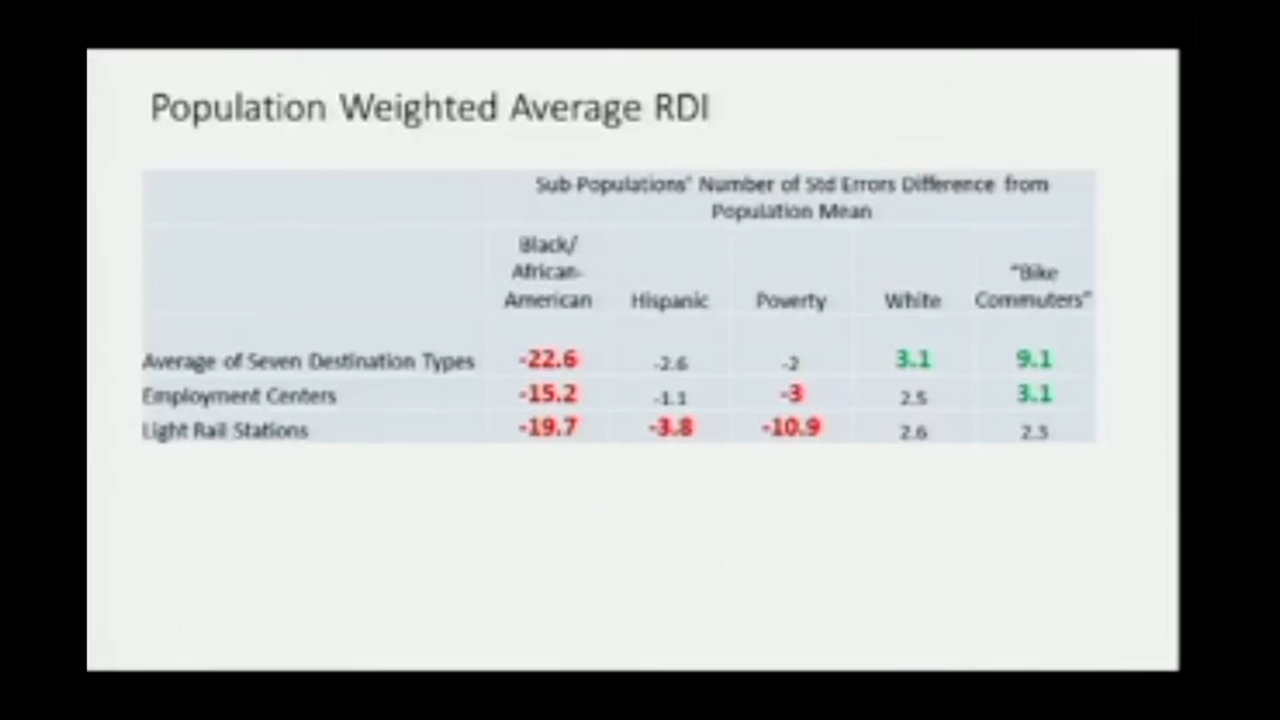 Population Weighted Average RDI
Sub-Populations' Number of Std Errors Difference from
Population Mean
Black/
African-
American Hispanic Poverty White "Bike
Commuters"
Average of Seven Destination Types -22.6 -2.6 -2 3.1 9.1
Employment Centers -15.2 -1.1 -3 2.5 3.1
Light Rail Stations -19.7 -3.8 -10.9 2.6 2.3